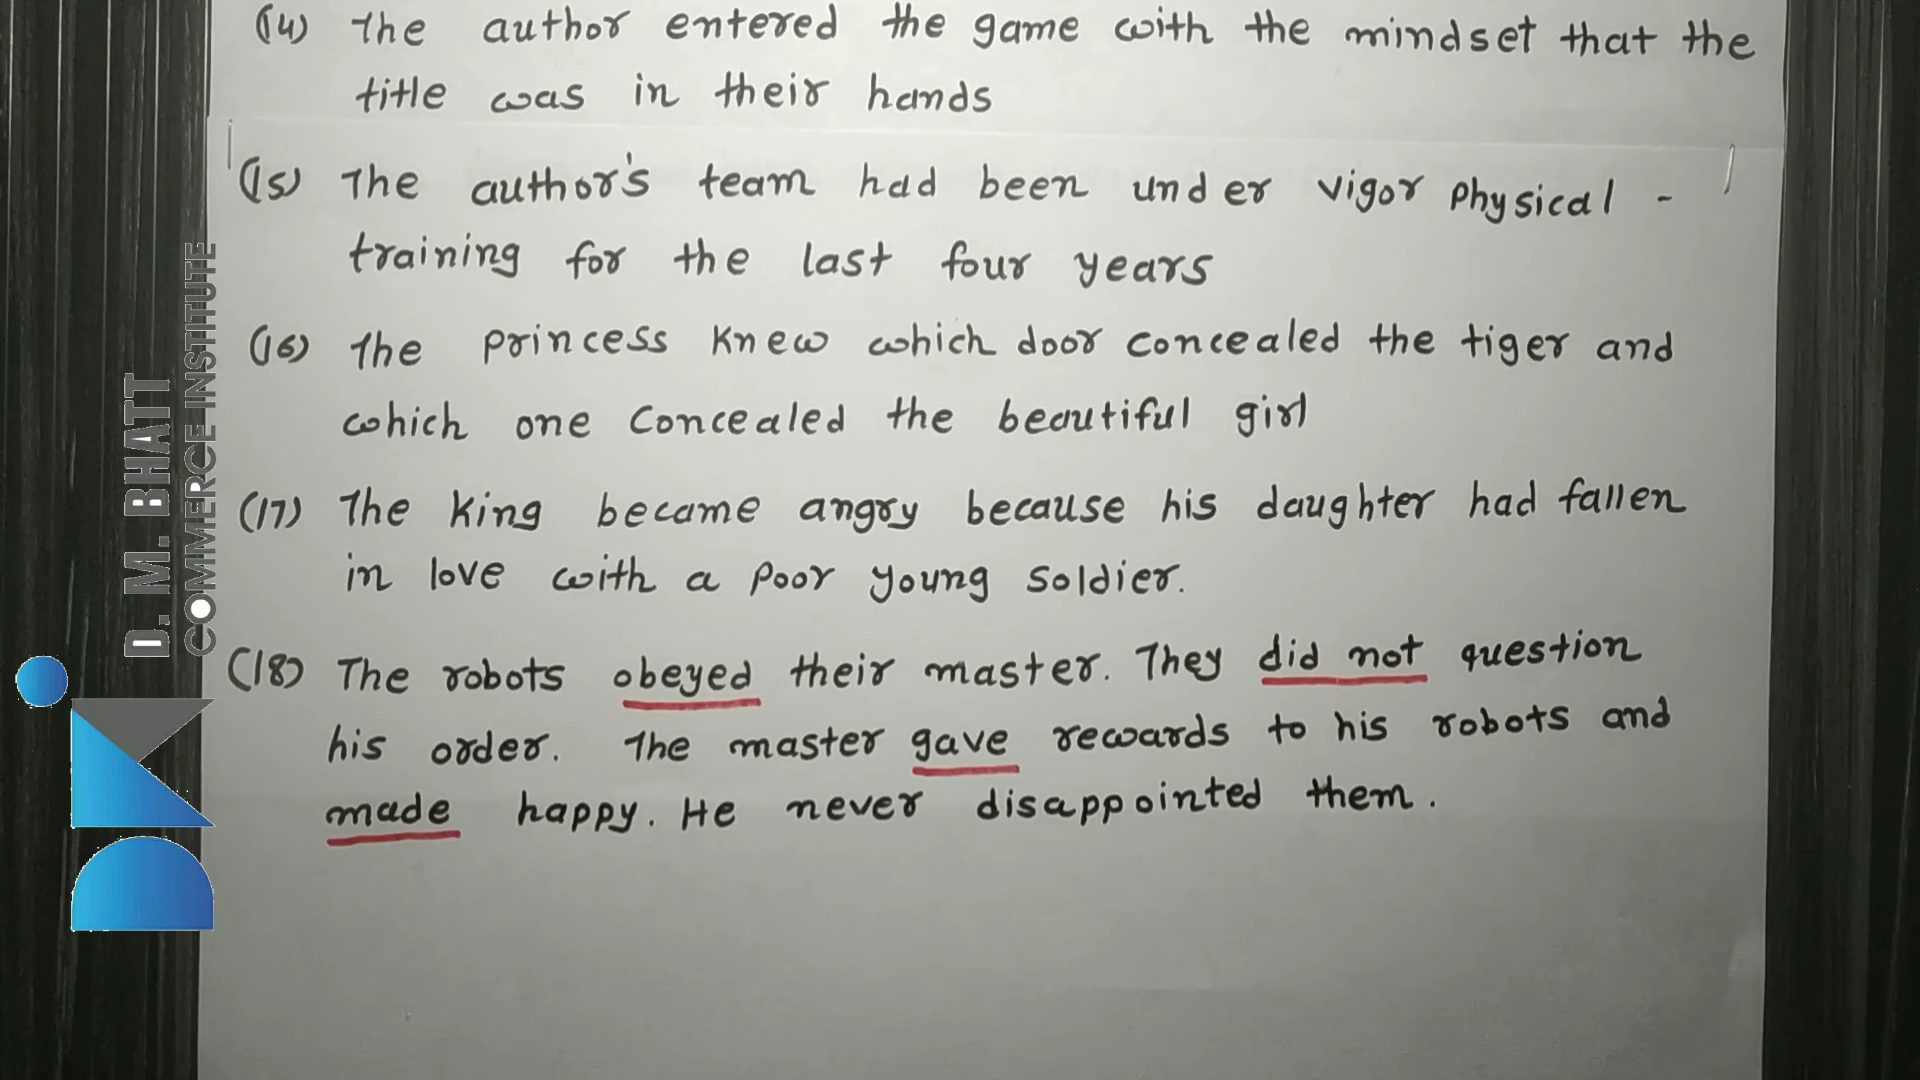 (14) The author entered the game with the mindset that the
title was in their hands
(15) The author's team had been under vigor physical -
training for the last four years
(16) The princess knew which door concealed the tiger and
which one concealed the beautiful girl
(17) The king became angry because his daughter had fallen
in love with a poor young soldier.
(18) The robots obeyed their master. They did not question
his order. The master gave rewards to his robots and
made happy. He never disappointed them.
D. M. BHATT
COMMERCE INSTITUTE